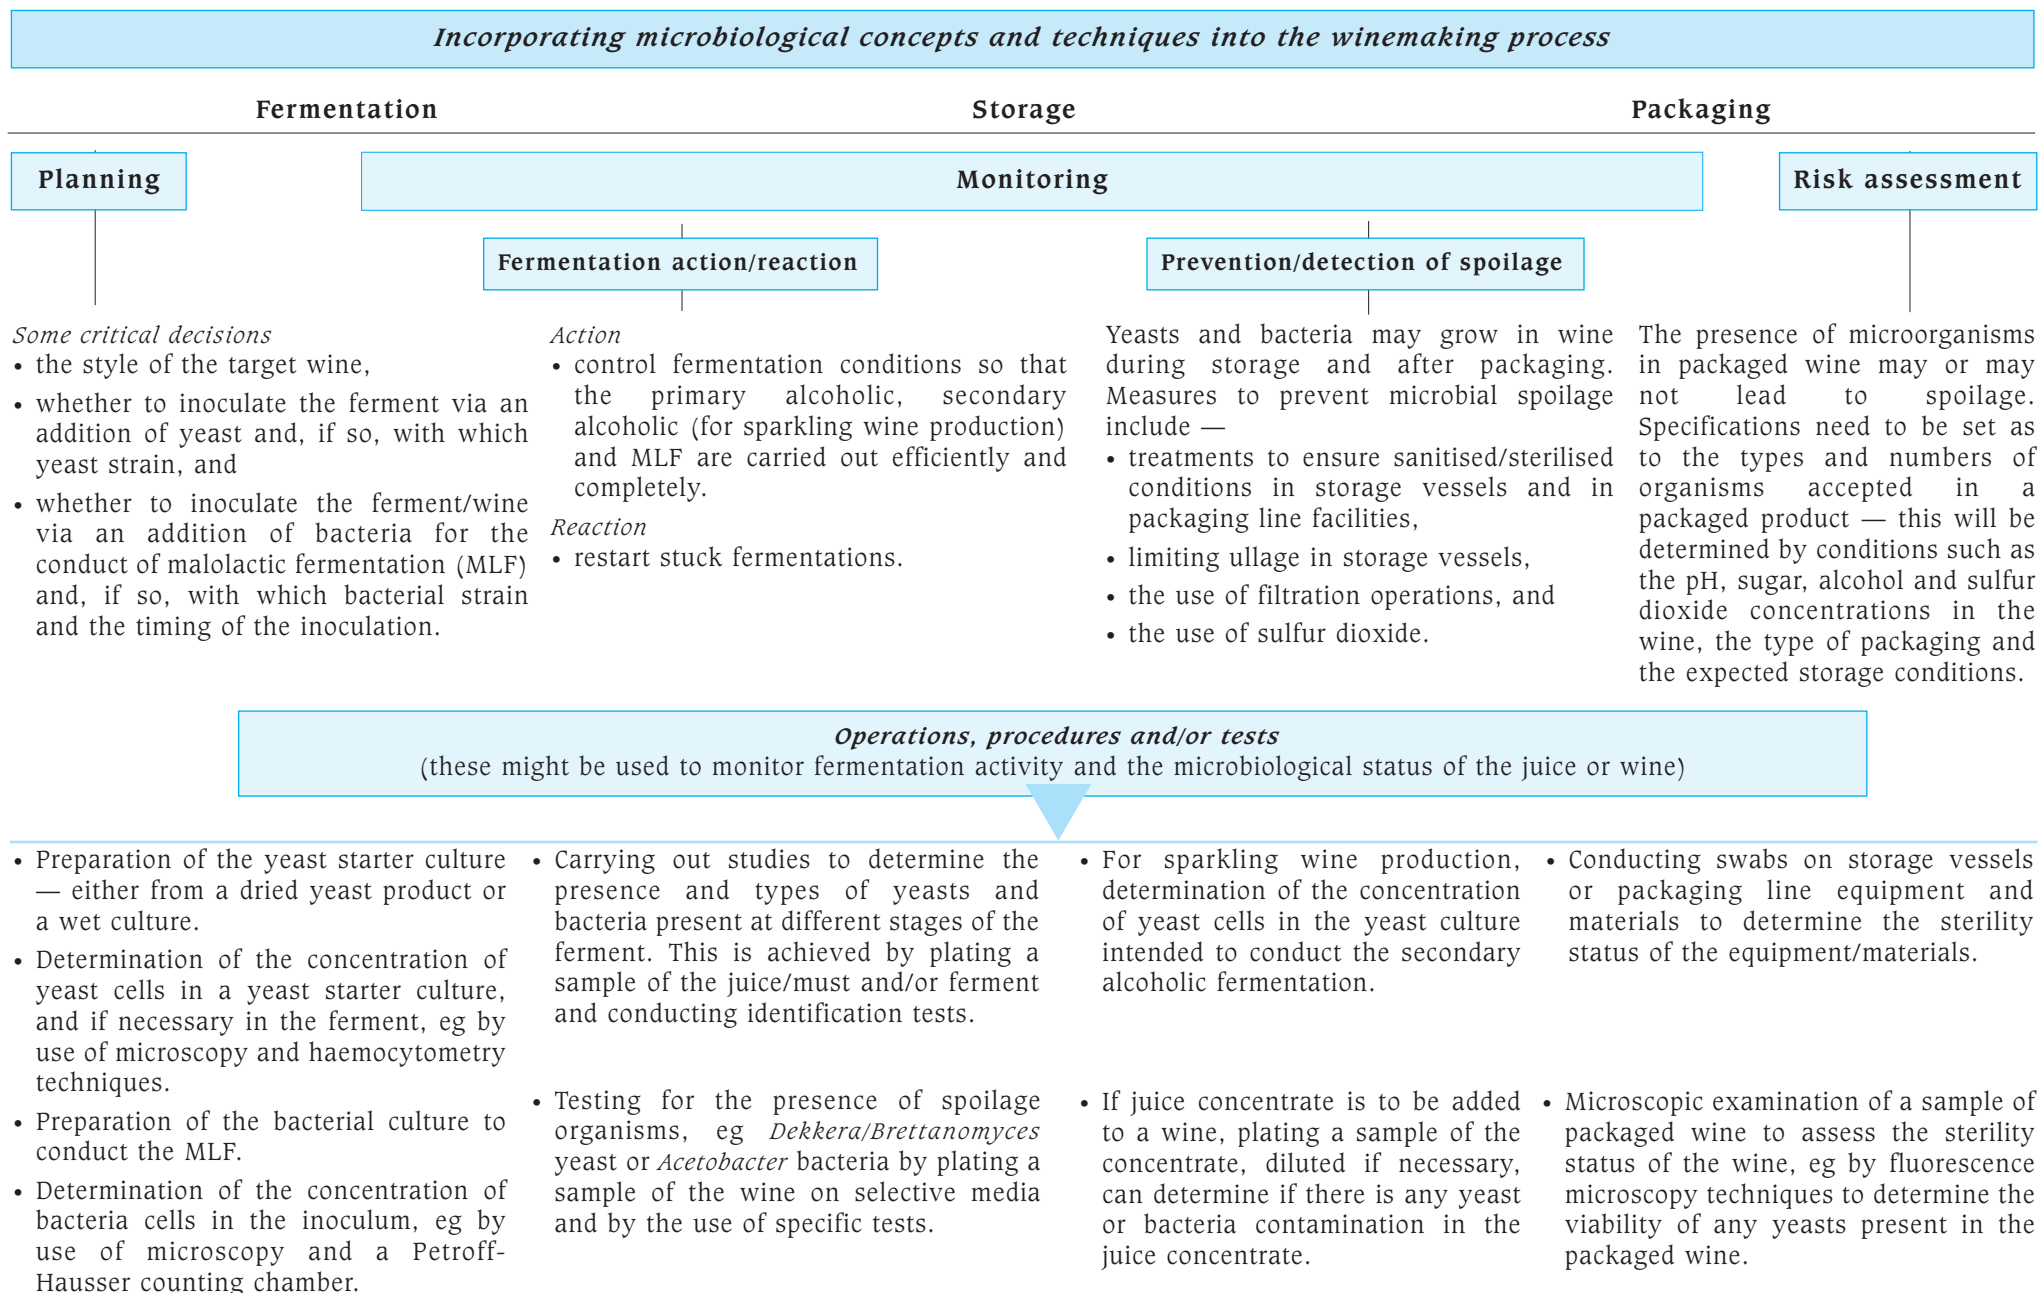 Incorporating microbiological concepts and techniques into the winemaking process
Fermentation
Storage
Packaging
Planning
Monitoring
Risk assessment
Fermentation action/reaction
Prevention/detection of spoilage
Some critical decisions
• the style of the target wine,
• whether to inoculate the ferment via an
addition of yeast and, if so, with which
yeast strain, and
• whether to inoculate the ferment/wine
via an addition of bacteria for the
conduct of malolactic fermentation (MLF)
and, if so, with which bacterial strain
and the timing of the inoculation.
Action
• control fermentation conditions so that
the primary alcoholic, secondary
alcoholic (for sparkling wine production)
and MLF are carried out efficiently and
completely.
Reaction
• restart stuck fermentations.
Yeasts and bacteria may grow in wine
during storage and after packaging.
Measures to prevent microbial spoilage
include —
• treatments to ensure sanitised/sterilised
conditions in storage vessels and in
packaging line facilities,
• limiting ullage in storage vessels,
• the use of filtration operations, and
• the use of sulfur dioxide.
The presence of microorganisms
in packaged wine may or may
not lead to spoilage.
Specifications need to be set as
to the types and numbers of
organisms accepted in a
packaged product — this will be
determined by conditions such as
the pH, sugar, alcohol and sulfur
dioxide concentrations in the
wine, the type of packaging and
the expected storage conditions.
Operations, procedures and/or tests
(these might be used to monitor fermentation activity and the microbiological status of the juice or wine)
• Preparation of the yeast starter culture
— either from a dried yeast product or
a wet culture.
• Determination of the concentration of
yeast cells in a yeast starter culture,
and if necessary in the ferment, eg by
use of microscopy and haemocytometry
techniques.
• Preparation of the bacterial culture to
conduct the MLF.
• Determination of the concentration of
bacteria cells in the inoculum, eg by
use of microscopy and a Petroff-
Hausser counting chamber.
• Carrying out studies to determine the
presence and types of yeasts and
bacteria present at different stages of the
ferment. This is achieved by plating a
sample of the juice/must and/or ferment
and conducting identification tests.
• Testing for the presence of spoilage
organisms, eg Dekkera/Brettanomyces
yeast or Acetobacter bacteria by plating a
sample of the wine on selective media
and by the use of specific tests.
• For sparkling wine production,
determination of the concentration
of yeast cells in the yeast culture
intended to conduct the secondary
alcoholic fermentation.
• If juice concentrate is to be added
to a wine, plating a sample of the
concentrate, diluted if necessary,
can determine if there is any yeast
or bacteria contamination in the
juice concentrate.
• Conducting swabs on storage vessels
or packaging line equipment and
materials to determine the sterility
status of the equipment/materials.
• Microscopic examination of a sample of
packaged wine to assess the sterility
status of the wine, eg by fluorescence
microscopy techniques to determine the
viability of any yeasts present in the
packaged wine.